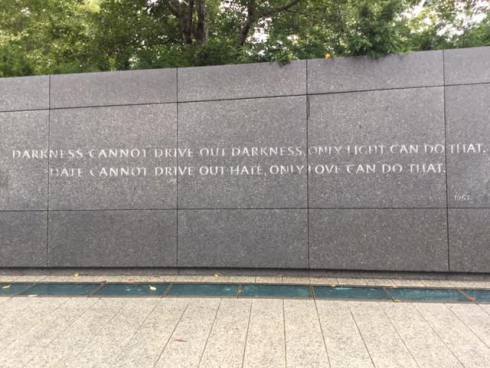 DARKNESS CANNOT DRIVE OUT DARKNESS, ONLY LIGHT CAN DO THAT.
HATE CANNOT DRIVE OUT HATE, ONLY LOVE CAN DO THAT.
1963